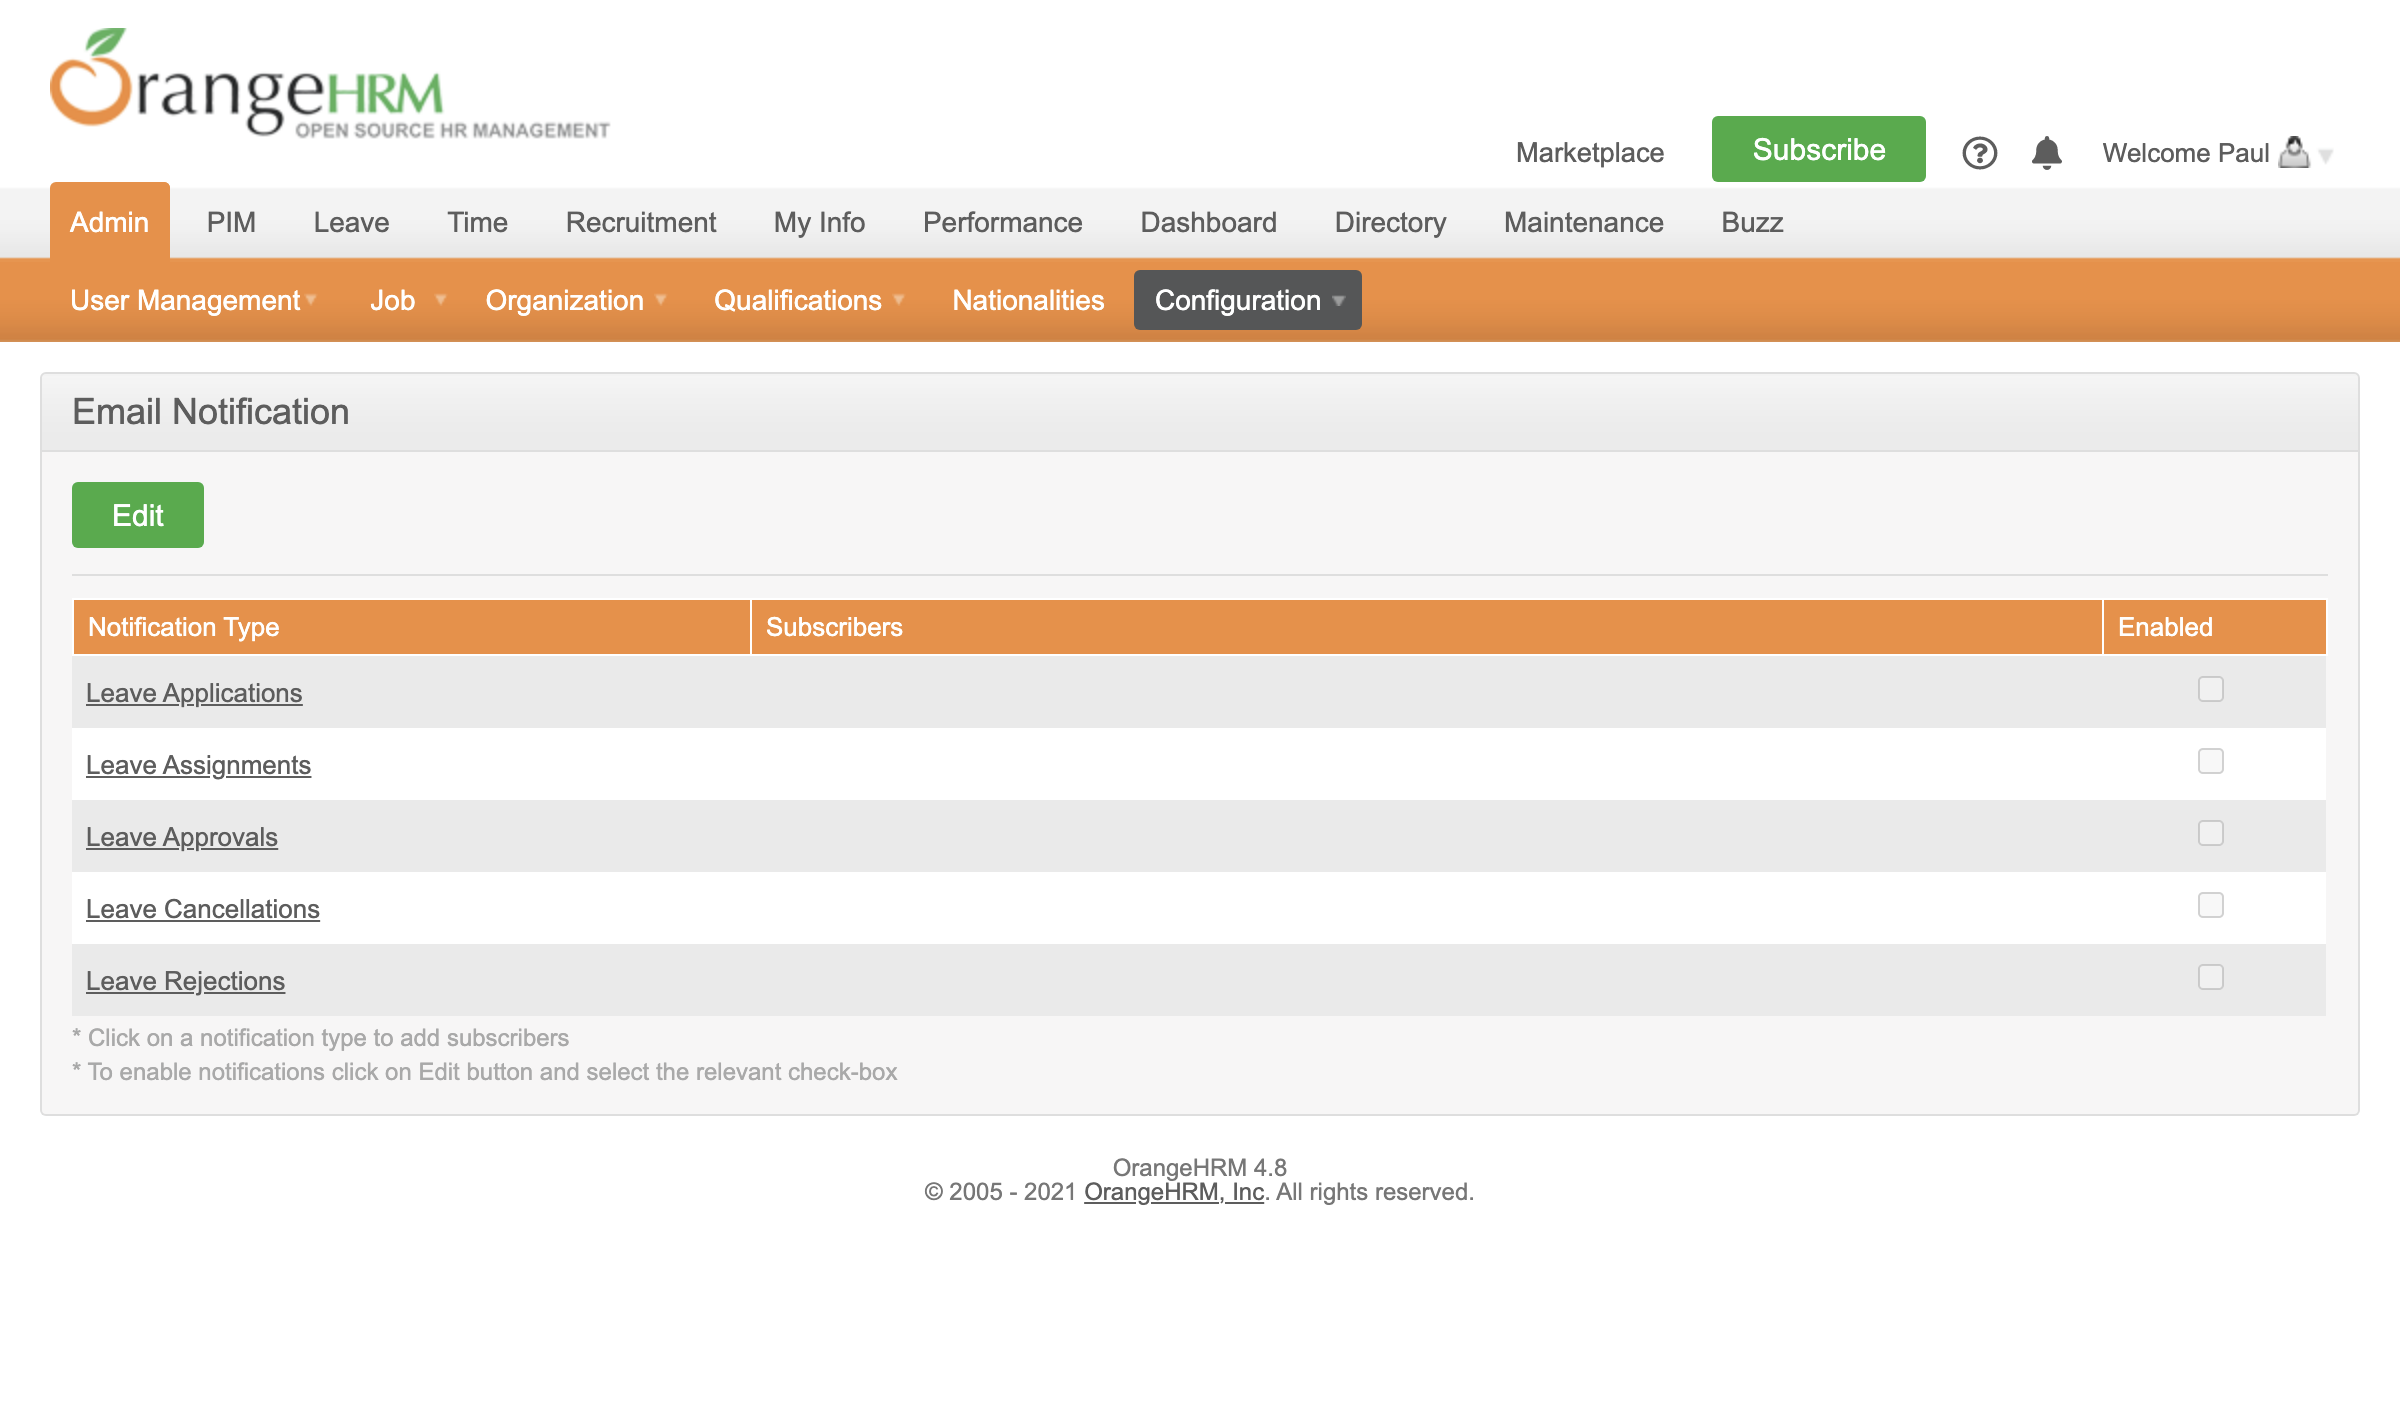 OrangeHRM
OPEN SOURCE HR MANAGEMENT
Marketplace Subscribe Welcome Paul
Admin PIM Leave Time Recruitment My Info Performance Dashboard Directory Maintenance Buzz
User Management Job Organization Qualifications Nationalities Configuration
Email Notification
Edit
Notification Type Subscribers Enabled
Leave Applications
Leave Assignments
Leave Approvals
Leave Cancellations
Leave Rejections
* Click on a notification type to add subscribers
* To enable notifications click on Edit button and select the relevant check-box
OrangeHRM 4.8
© 2005 - 2021 OrangeHRM, Inc. All rights reserved.